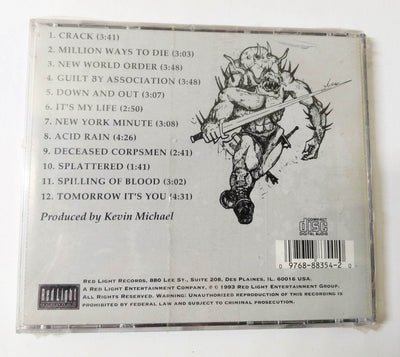 1. CRACK (3:41)
2. MILLION WAYS TO DIE (3:03)
3. NEW WORLD ORDER (3:48)
4. GUILT BY ASSOCIATION (3:48)
5. DOWN AND OUT (3:07)
6. IT'S MY LIFE (2:50)
7. NEW YORK MINUTE (3:08)
8. ACID RAIN (4:26)
9. DECEASED CORPSMEN (2:41)
10. SPLATTERED (1:41)
11. SPILLING OF BLOOD (3:02)
12. TOMORROW IT'S YOU (4:31)
Produced by Kevin Michael
COMPACT
disc
DIGITAL AUDIO
0 9768-88354-2 0
Red Light
RED LIGHT RECORDS, 880 LEE ST., SUITE 208, DES PLAINES, IL. 60016 USA.
A RED LIGHT ENTERTAINMENT COMPANY, ℗ © 1993 RED LIGHT ENTERTAINMENT GROUP.
ALL RIGHTS RESERVED. WARNING: UNAUTHORIZED REPRODUCTION OF THIS RECORDING IS
PROHIBITED BY FEDERAL LAW AND SUBJECT TO CRIMINAL PROSECUTION.